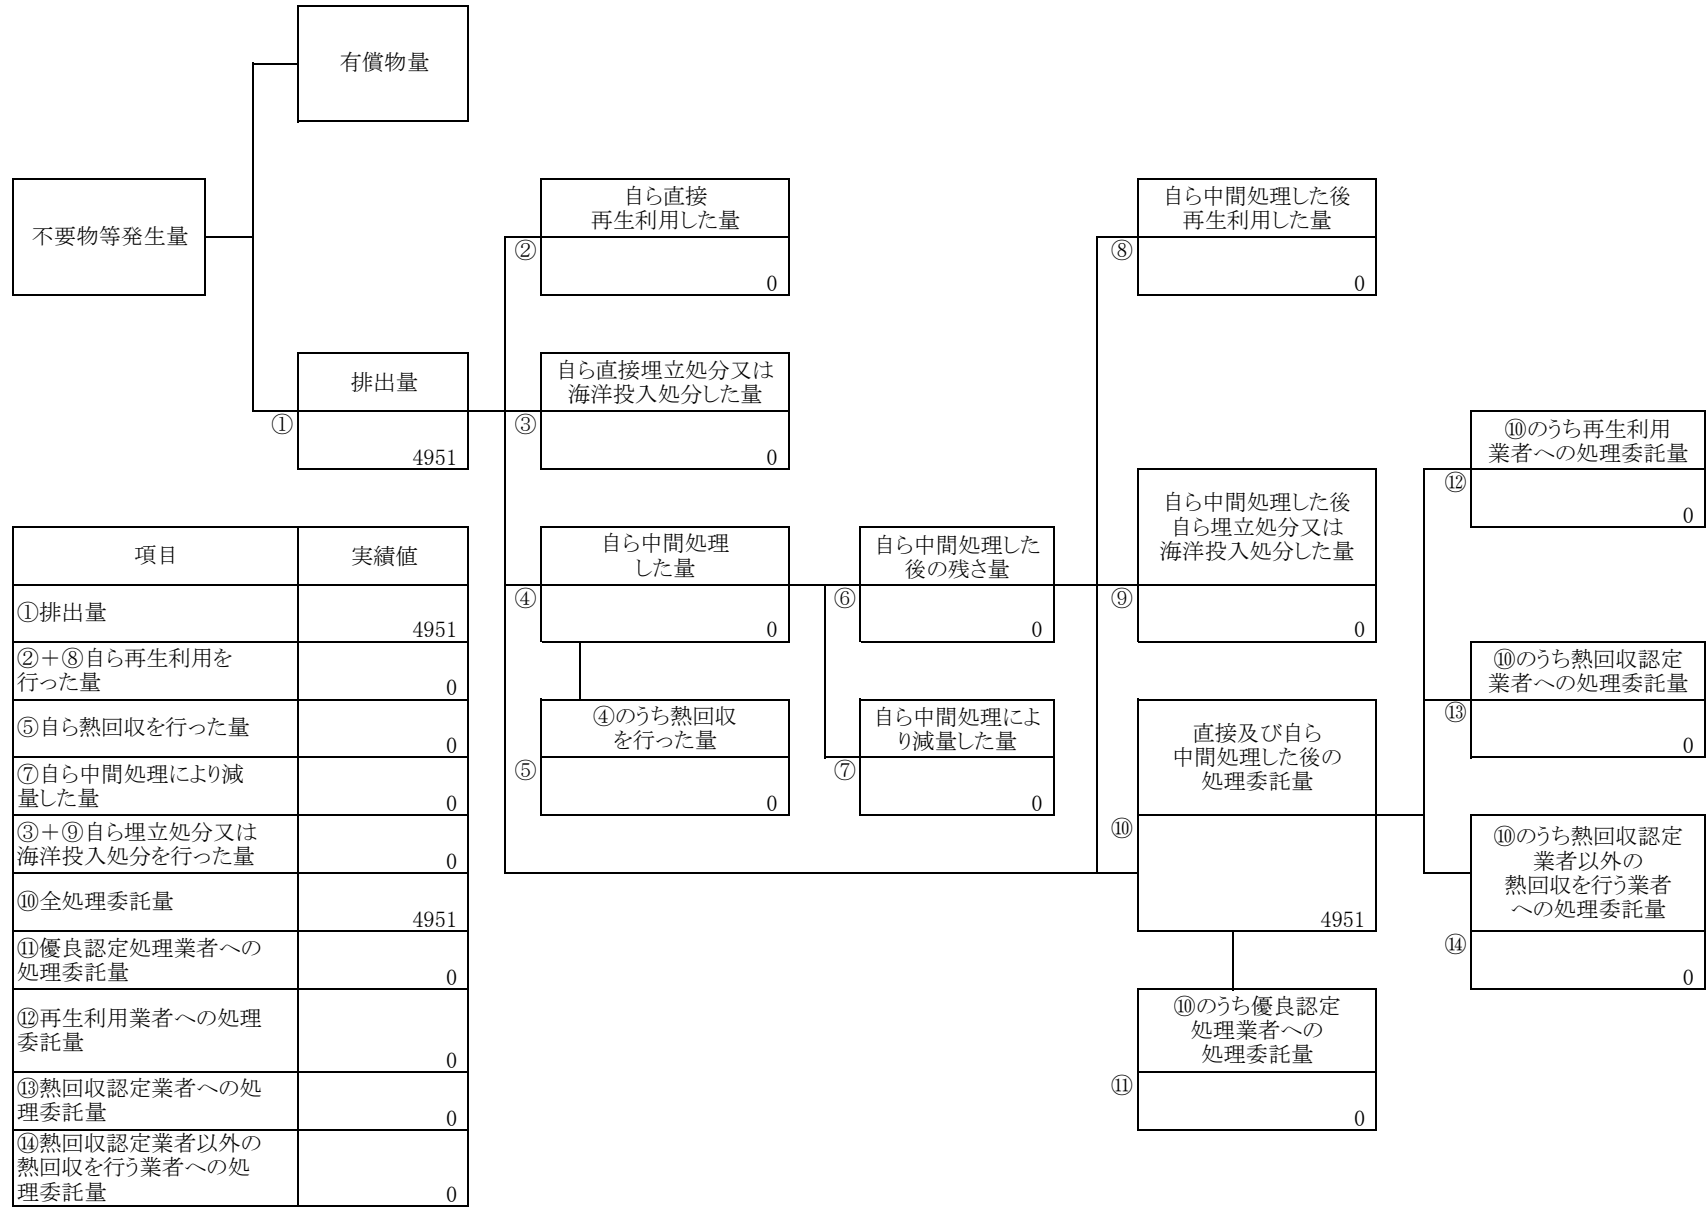 有償物量
不要物等発生量
自ら直接
再生利用した量
②
0
自ら中間処理した後
再生利用した量
⑧
0
排出量
①
4951
自ら直接埋立処分又は
海洋投入処分した量
③
0
⑩のうち再生利用
業者への処理委託量
⑫
0
自ら中間処理した後
自ら埋立処分又は
海洋投入処分した量
⑨
0
自ら中間処理
した量
④
0
自ら中間処理した
後の残さ量
⑥
0
⑩のうち熱回収認定
業者への処理委託量
⑬
0
④のうち熱回収
を行った量
⑤
0
自ら中間処理によ
り減量した量
⑦
0
直接及び自ら
中間処理した後の
処理委託量
⑩
4951
⑩のうち熱回収認定
業者以外の
熱回収を行う業者
への処理委託量
⑭
0
⑩のうち優良認定
処理業者への
処理委託量
⑪
0
項目 実績値
①排出量
4951
②＋⑧自ら再生利用を
行った量
0
⑤自ら熱回収を行った量
0
⑦自ら中間処理により減
量した量
0
③＋⑨自ら埋立処分又は
海洋投入処分を行った量
0
⑩全処理委託量
4951
⑪優良認定処理業者への
処理委託量
0
⑫再生利用業者への処理
委託量
0
⑬熱回収認定業者への処
理委託量
0
⑭熱回収認定業者以外の
熱回収を行う業者への処
理委託量
0